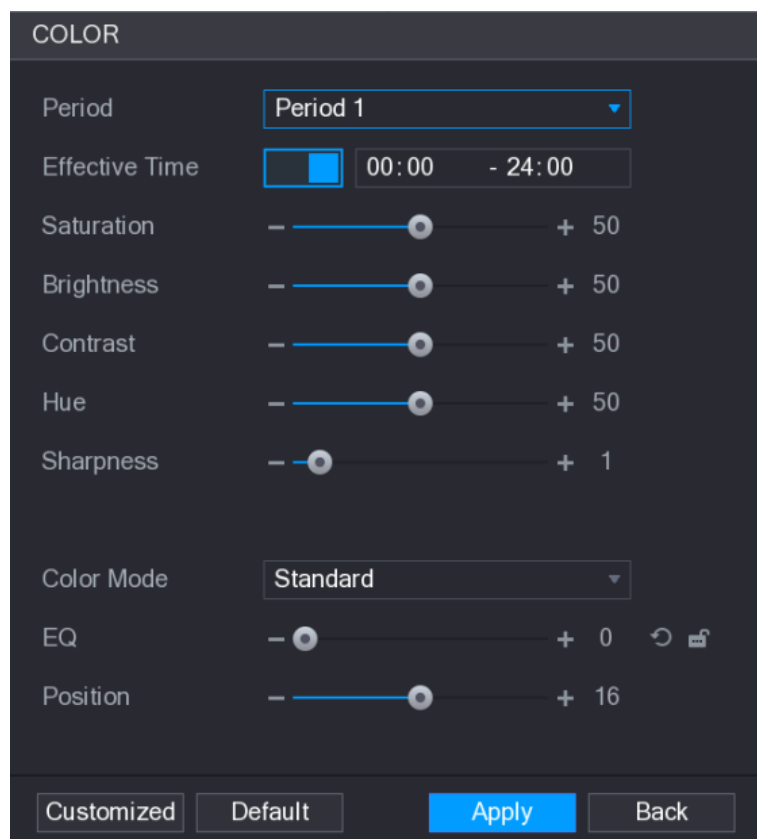 COLOR
Period Period 1
Effective Time 00:00 - 24:00
Saturation 50
Brightness 50
Contrast 50
Hue 50
Sharpness 1
Color Mode Standard
EQ 0
Position 16
Customized Default Apply Back